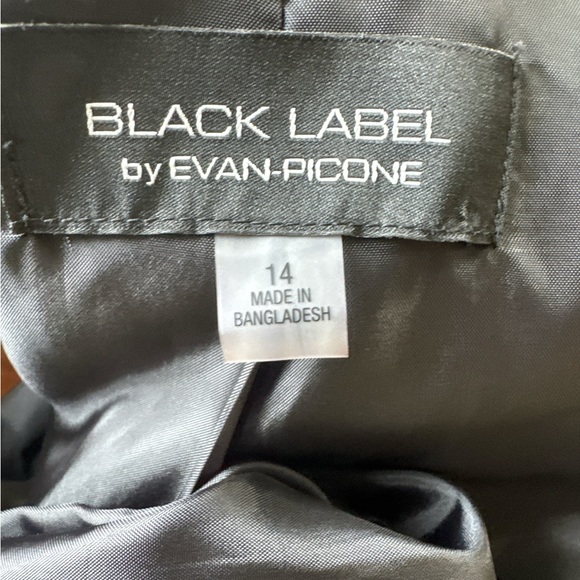 BLACK LABEL
by EVAN-PICONE
14
MADE IN
BANGLADESH